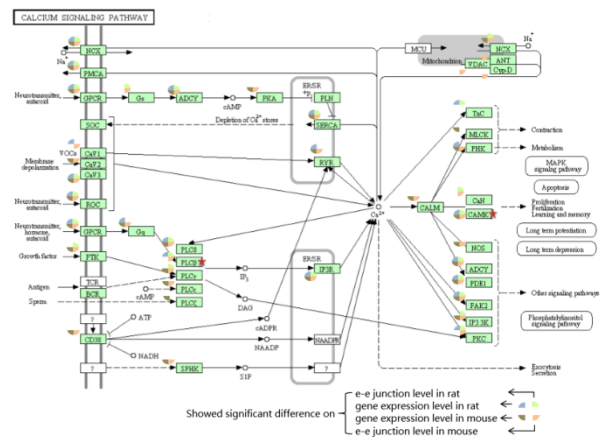 CALCIUM SIGNALING PATHWAY
NCX
Na+
PMCA
Neurotransmitter, autacoid
GPCR
Gs
ADCY
cAMP
PKA
ER/SR
PLN
SOC
Depletion of Ca2+ stores
SERCA
VOCs
CaV1
Membrane depolarization
CaV2
CaV3
RYR
Neurotransmitter, autacoid
ROC
Neurotransmitter, hormone, autacoid
GPCR
Gq
PLCβ
Growth factor
PTK
ER/SR
IP3
IP3R
Antigen
TCR
BCR
Sperm
cAMP
DAG
cADPR
?
ATP
CD38
NAADP
NAADPR
NADH
?
SPHK
S1P
?
MCU
Mitochondrion
NCX
Na+
VDAC
ANT
Cyp-D
Ca2+
CALM
TnC
MLCK
PHK
Contraction
Metabolism
CaN
CAMK
Proliferation
Fertilization
Learning and memory
MAPK signaling pathway
Apoptosis
Long term potentiation
Long term depression
NOS
ADCY
PDE1
FAK2
IP3 3K
PKC
Other signaling pathways
Phosphatidylinositol signaling pathway
Exocytosis
Secretion
Showed significant difference on
e-e junction level in rat
gene expression level in rat
gene expression level in mouse
e-e junction level in mouse